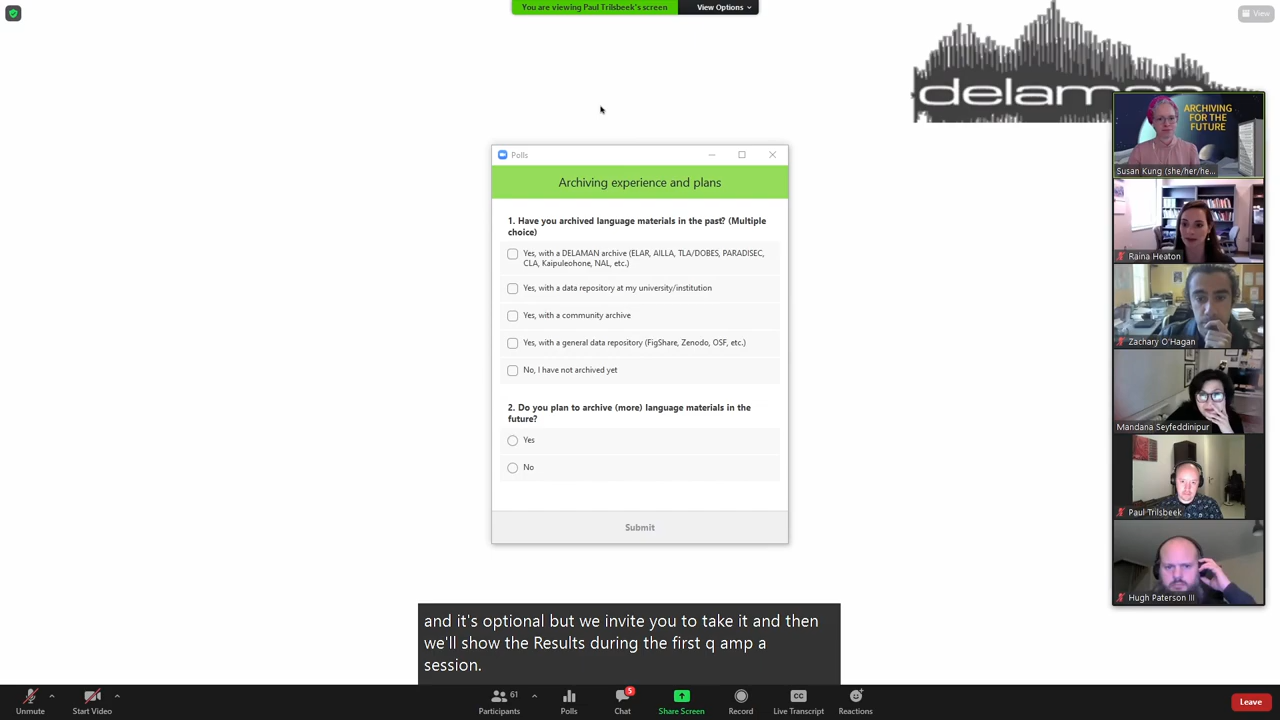 You are viewing Paul Trilsbeek's screen
View Options
View
delaman
ARCHIVING
FOR THE
FUTURE
Susan Kung (she/her/he...
Raina Heaton
Zachary O'Hagan
Mandana Seyfeddinipur
Paul Trilsbeek
Hugh Paterson III
Polls
Archiving experience and plans
1. Have you archived language materials in the past? (Multiple
choice)
Yes, with a DELAMAN archive (ELAR, AILLA, TLA/DOBES, PARADISEC,
CLA, Kaipuleohone, NAL, etc.)
Yes, with a data repository at my university/institution
Yes, with a community archive
Yes, with a general data repository (FigShare, Zenodo, OSF, etc.)
No, I have not archived yet
2. Do you plan to archive (more) language materials in the
future?
Yes
No
Submit
and it's optional but we invite you to take it and then
we'll show the Results during the first q amp a
session.
Unmute
Start Video
61
Participants
Polls
5
Chat
Share Screen
Record
CC
Live Transcript
Reactions
Leave